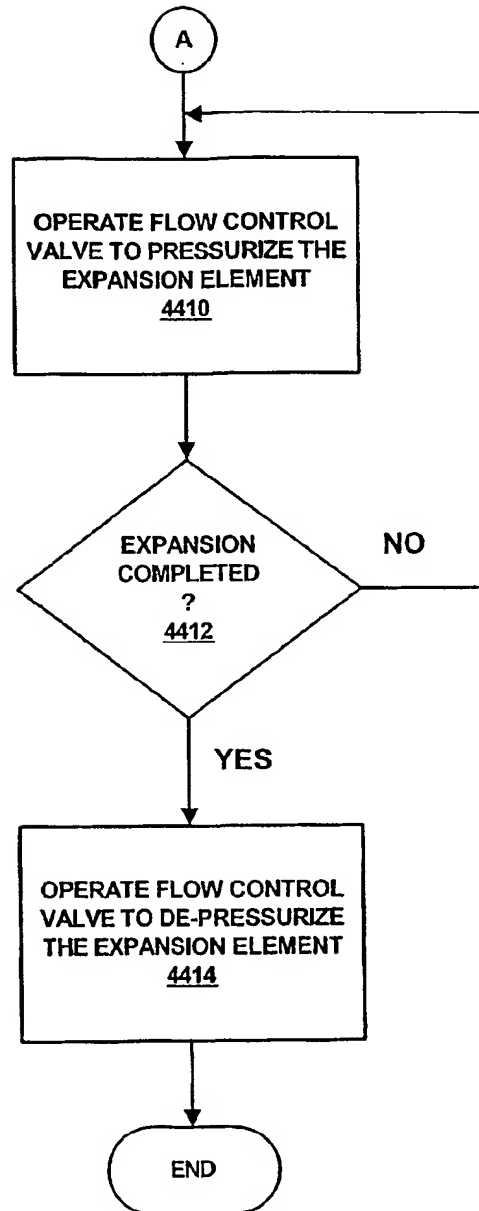 A
OPERATE FLOW CONTROL
VALVE TO PRESSURIZE THE
EXPANSION ELEMENT
4410
EXPANSION
COMPLETED
?
4412
NO
YES
OPERATE FLOW CONTROL
VALVE TO DE-PRESSURIZE
THE EXPANSION ELEMENT
4414
END